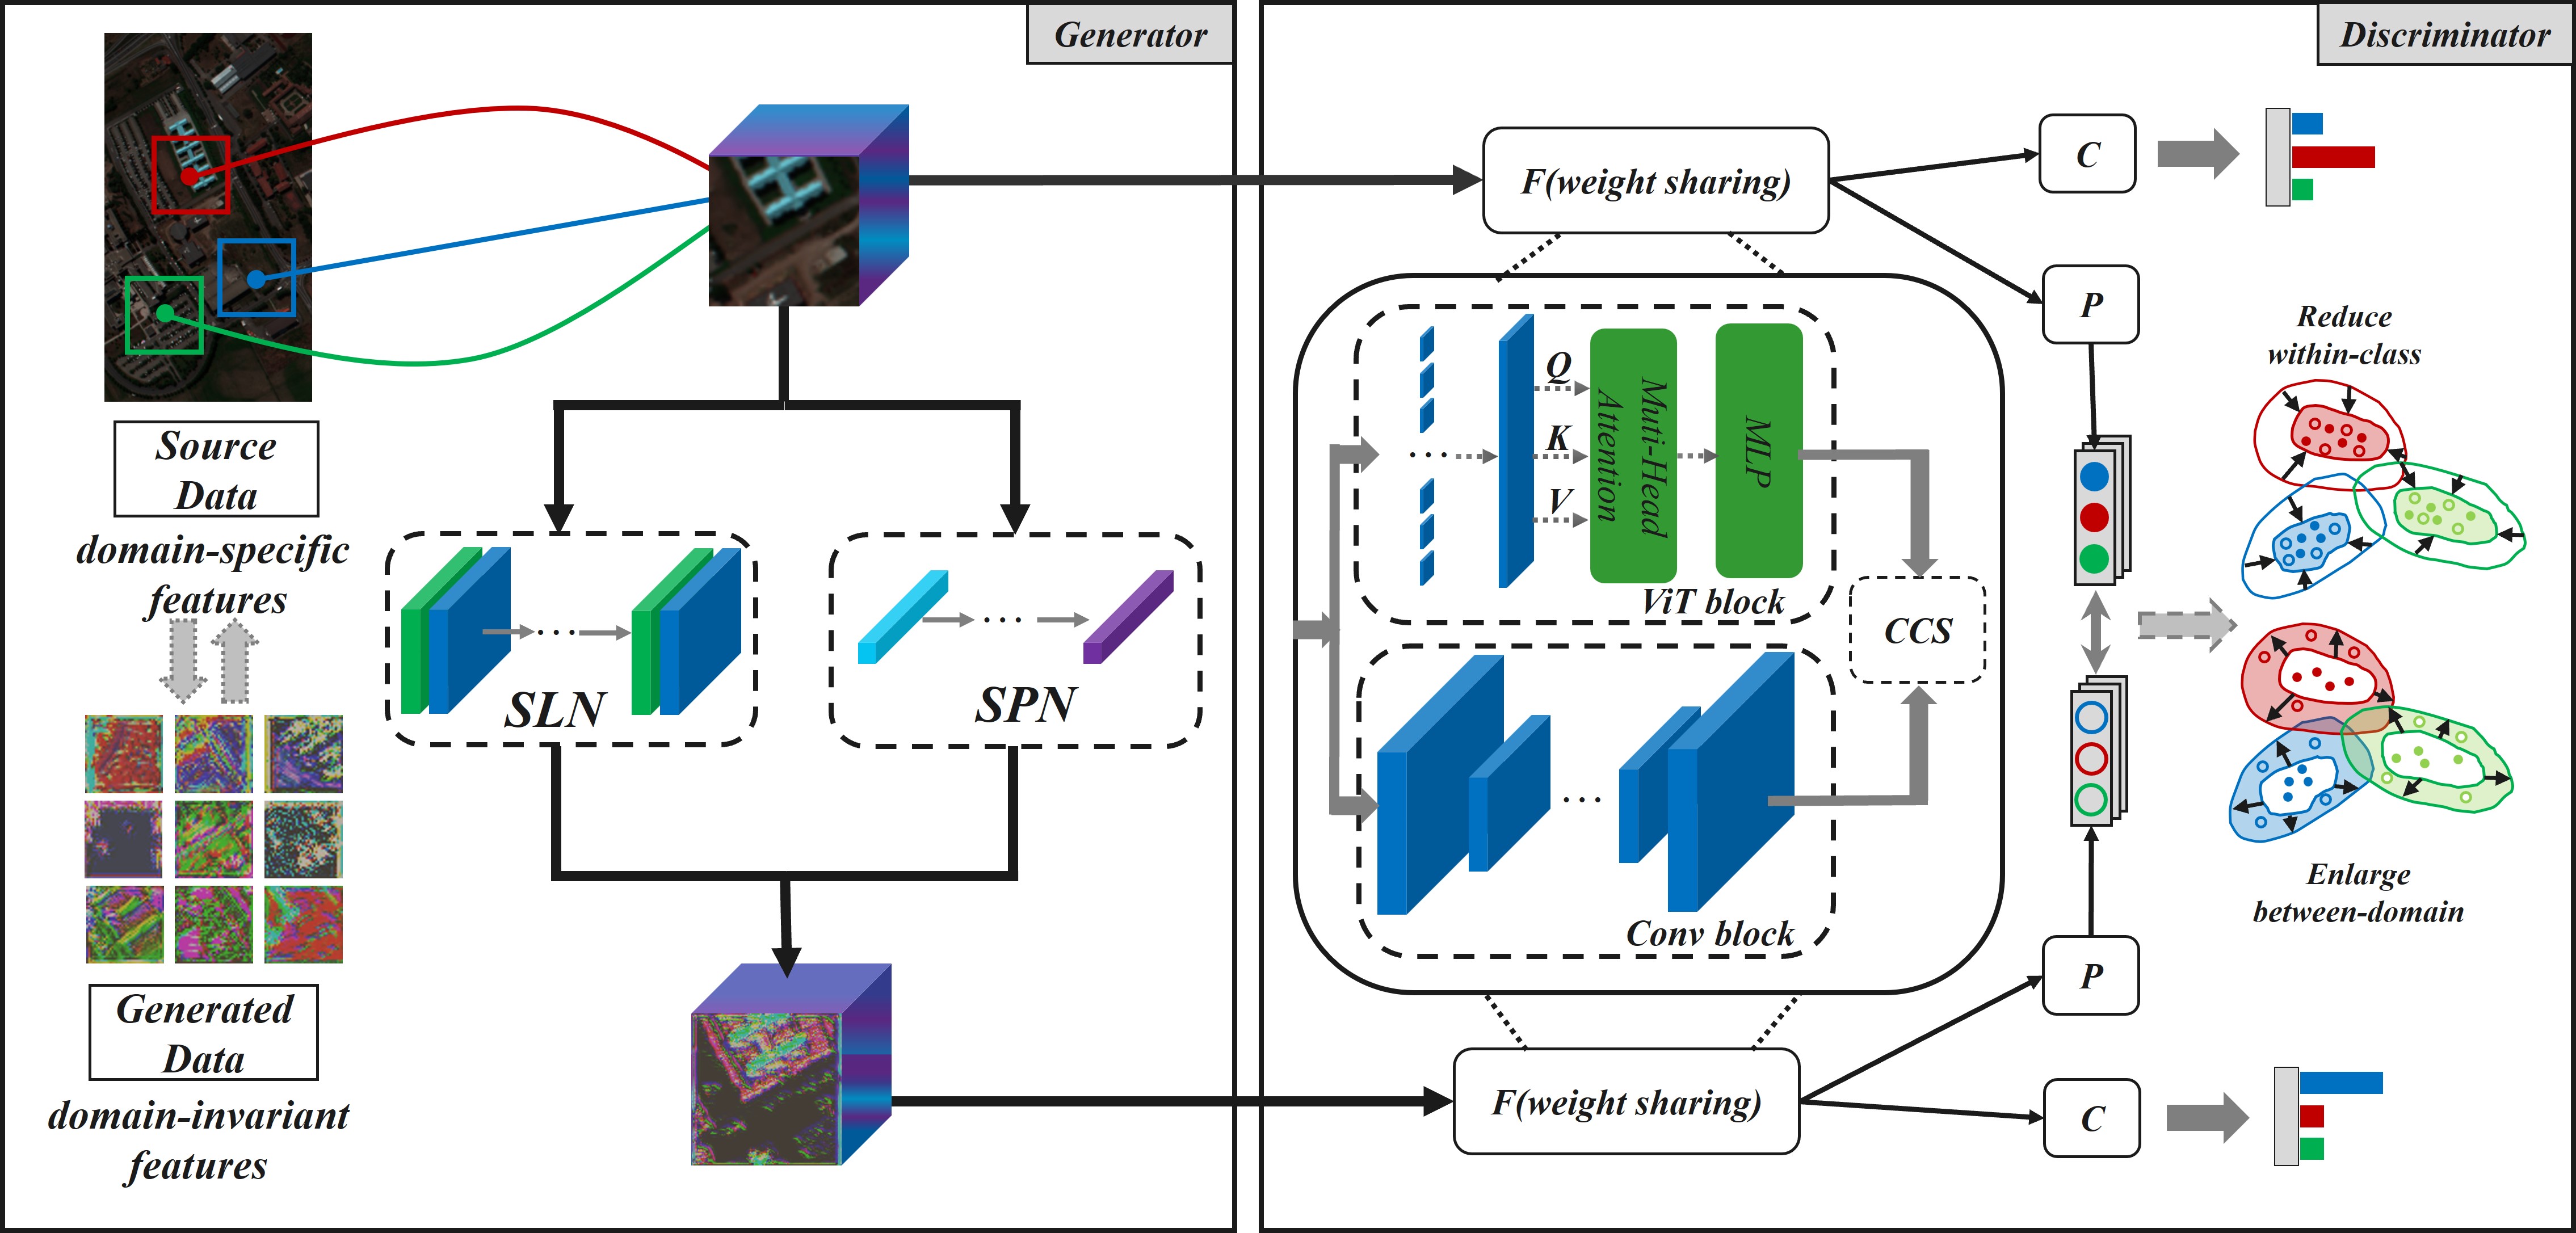 Generator
Source
Data
domain-specific
features
Generated
Data
domain-invariant
features
SLN
SPN
Discriminator
F(weight sharing)
C
P
Q
K
V
Muti-Head
Attention
MLP
ViT block
CCS
Conv block
F(weight sharing)
P
C
Reduce
within-class
Enlarge
between-domain